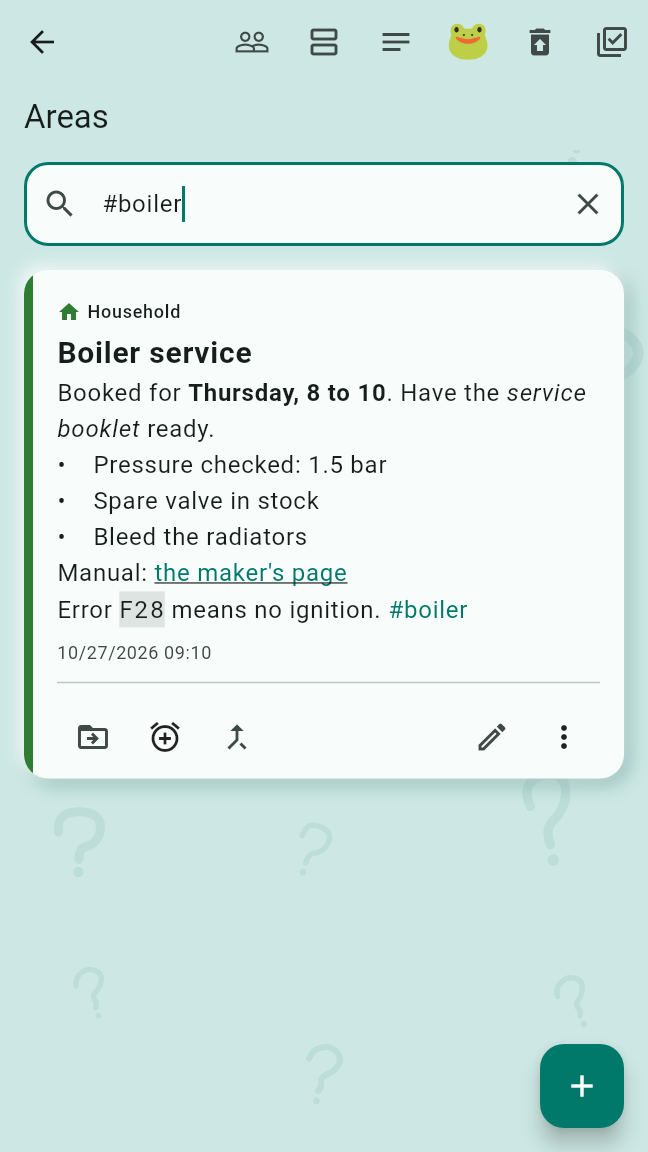 Areas
#boiler
Household
Boiler service
Booked for Thursday, 8 to 10. Have the service
booklet ready.
• Pressure checked: 1.5 bar
• Spare valve in stock
• Bleed the radiators
Manual: the maker's page
Error F28 means no ignition. #boiler
10/27/2026 09:10